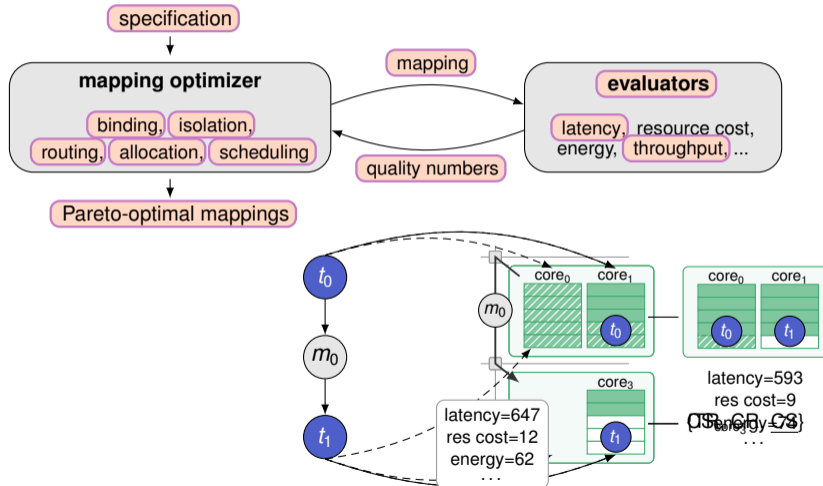 specification
mapping optimizer
binding, isolation,
routing, allocation, scheduling
mapping
quality numbers
evaluators
latency, resource cost,
energy, throughput, ...
Pareto-optimal mappings
t0
m0
t1
core0 core1
m0
t0
core3
t1
core0 core1
t0 t1
latency=647
res cost=12
energy=62
...
latency=593
res cost=9
...